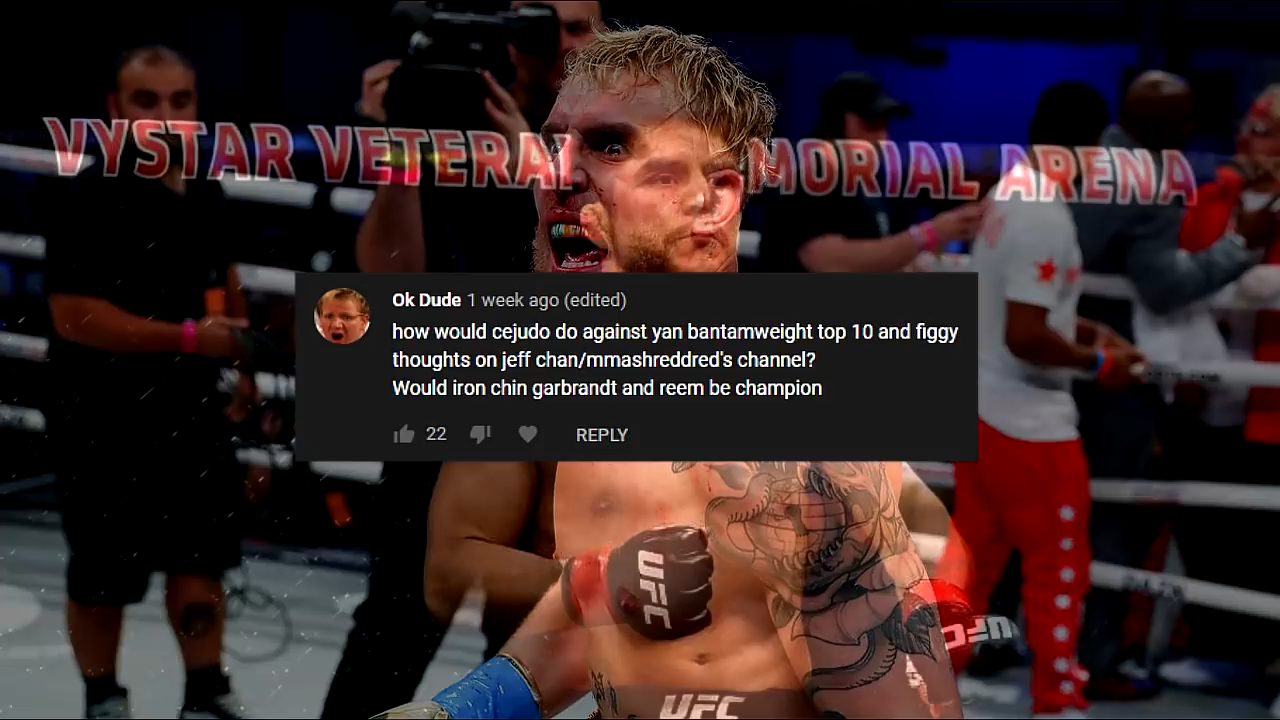 VYSTAR VETERA
MORIAL ARENA
Ok Dude 1 week ago (edited)
how would cejudo do against yan bantamweight top 10 and figgy
thoughts on jeff chan/mmashreddred's channel?
Would iron chin garbrandt and reem be champion
22 REPLY
UFC
UFC
UFC